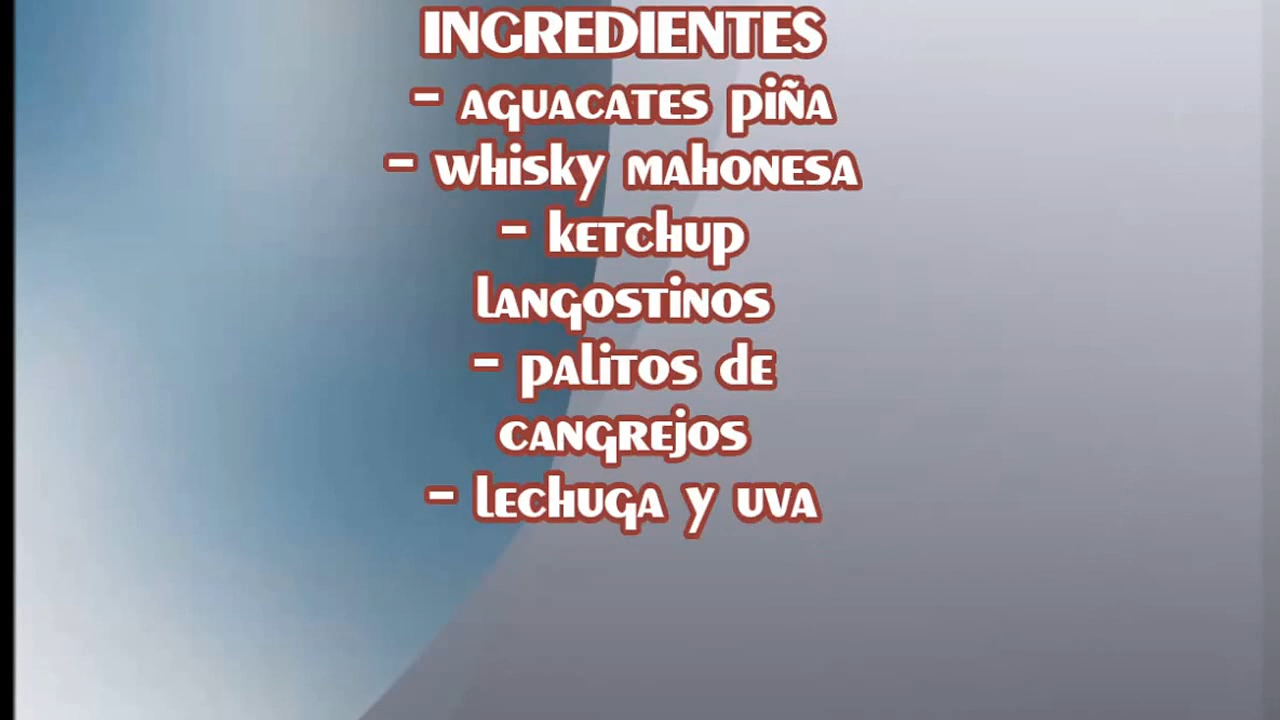 INGREDIENTES
- AGUACATES PIÑA
- WHISKY MAHONESA
- KETCHUP
LANGOSTINOS
- PALITOS DE
CANGREJOS
- LECHUGA Y UVA